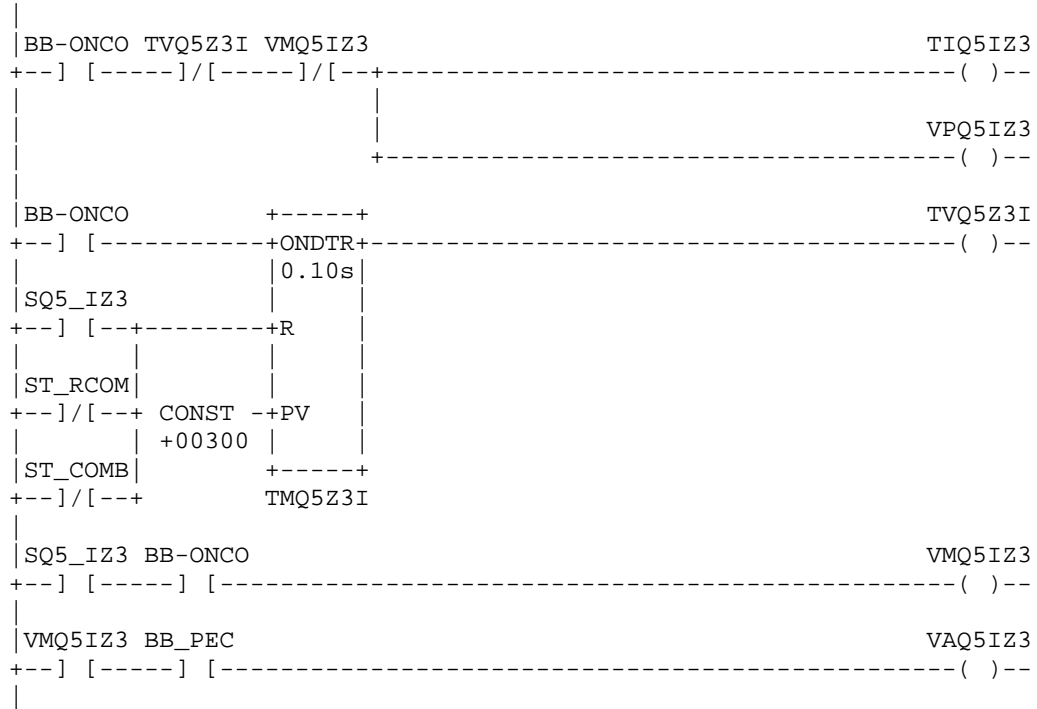 |
|BB-ONCO TVQ5Z3I VMQ5IZ3                                     TIQ5IZ3
+--] [-----]/[-----]/[--+--------------------------------------( )--
|                       |
|                       |                                    VPQ5IZ3
|                       +--------------------------------------( )--
|
|BB-ONCO         +-----+                                     TVQ5Z3I
+--] [-----------+ONDTR+---------------------------------------( )--
|                |0.10s|
|SQ5_IZ3         |     |
+--] [--+--------+R    |
|       |        |     |
|ST_RCOM|        |     |
+--]/[--+ CONST -+PV   |
|       | +00300 |     |
|ST_COMB|        +-----+
+--]/[--+        TMQ5Z3I
|
|SQ5_IZ3 BB-ONCO                                             VMQ5IZ3
+--] [-----] [-------------------------------------------------( )--
|
|VMQ5IZ3 BB_PEC                                              VAQ5IZ3
+--] [-----] [-------------------------------------------------( )--
|